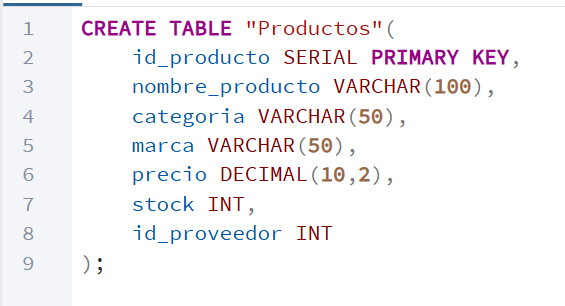 1 CREATE TABLE "Productos"(
2 id_producto SERIAL PRIMARY KEY,
3 nombre_producto VARCHAR(100),
4 categoria VARCHAR(50),
5 marca VARCHAR(50),
6 precio DECIMAL(10,2),
7 stock INT,
8 id_proveedor INT
9 );